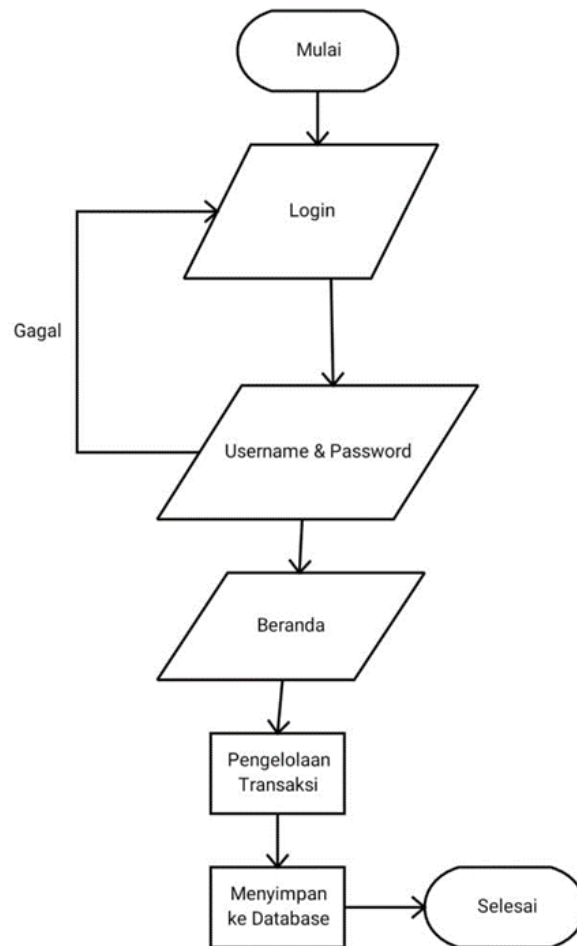 Mulai
Login
Gagal
Username & Password
Beranda
Pengelolaan
Transaksi
Menyimpan
ke Database
Selesai